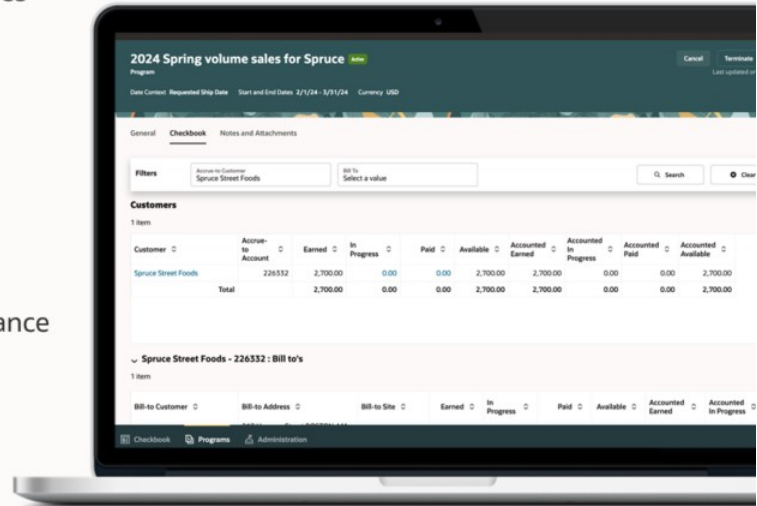 ance
2024 Spring volume sales for Spruce Active
Cancel Terminate
Program
Last updated or
Date Context Requested Ship Date Start and End Dates 2/1/24 - 3/31/24 Currency USD
General Checkbook Notes and Attachments
Filters
Accrue-to Customer
Spruce Street Foods
Bill To
Select a value
Search
Clear
Customers
1 item
Customer Accrue-to Account Earned In Progress Paid Available Accounted Earned Accounted In Progress Accounted Paid Accounted Available
Spruce Street Foods 226332 2,700.00 0.00 0.00 2,700.00 2,700.00 0.00 0.00 2,700.00
Total 2,700.00 0.00 0.00 2,700.00 2,700.00 0.00 0.00 2,700.00
Spruce Street Foods - 226332 : Bill to's
1 item
Bill-to Customer Bill-to Address Bill-to Site Earned In Progress Paid Available Accounted Earned Accounted In Progress
Checkbook Programs Administration